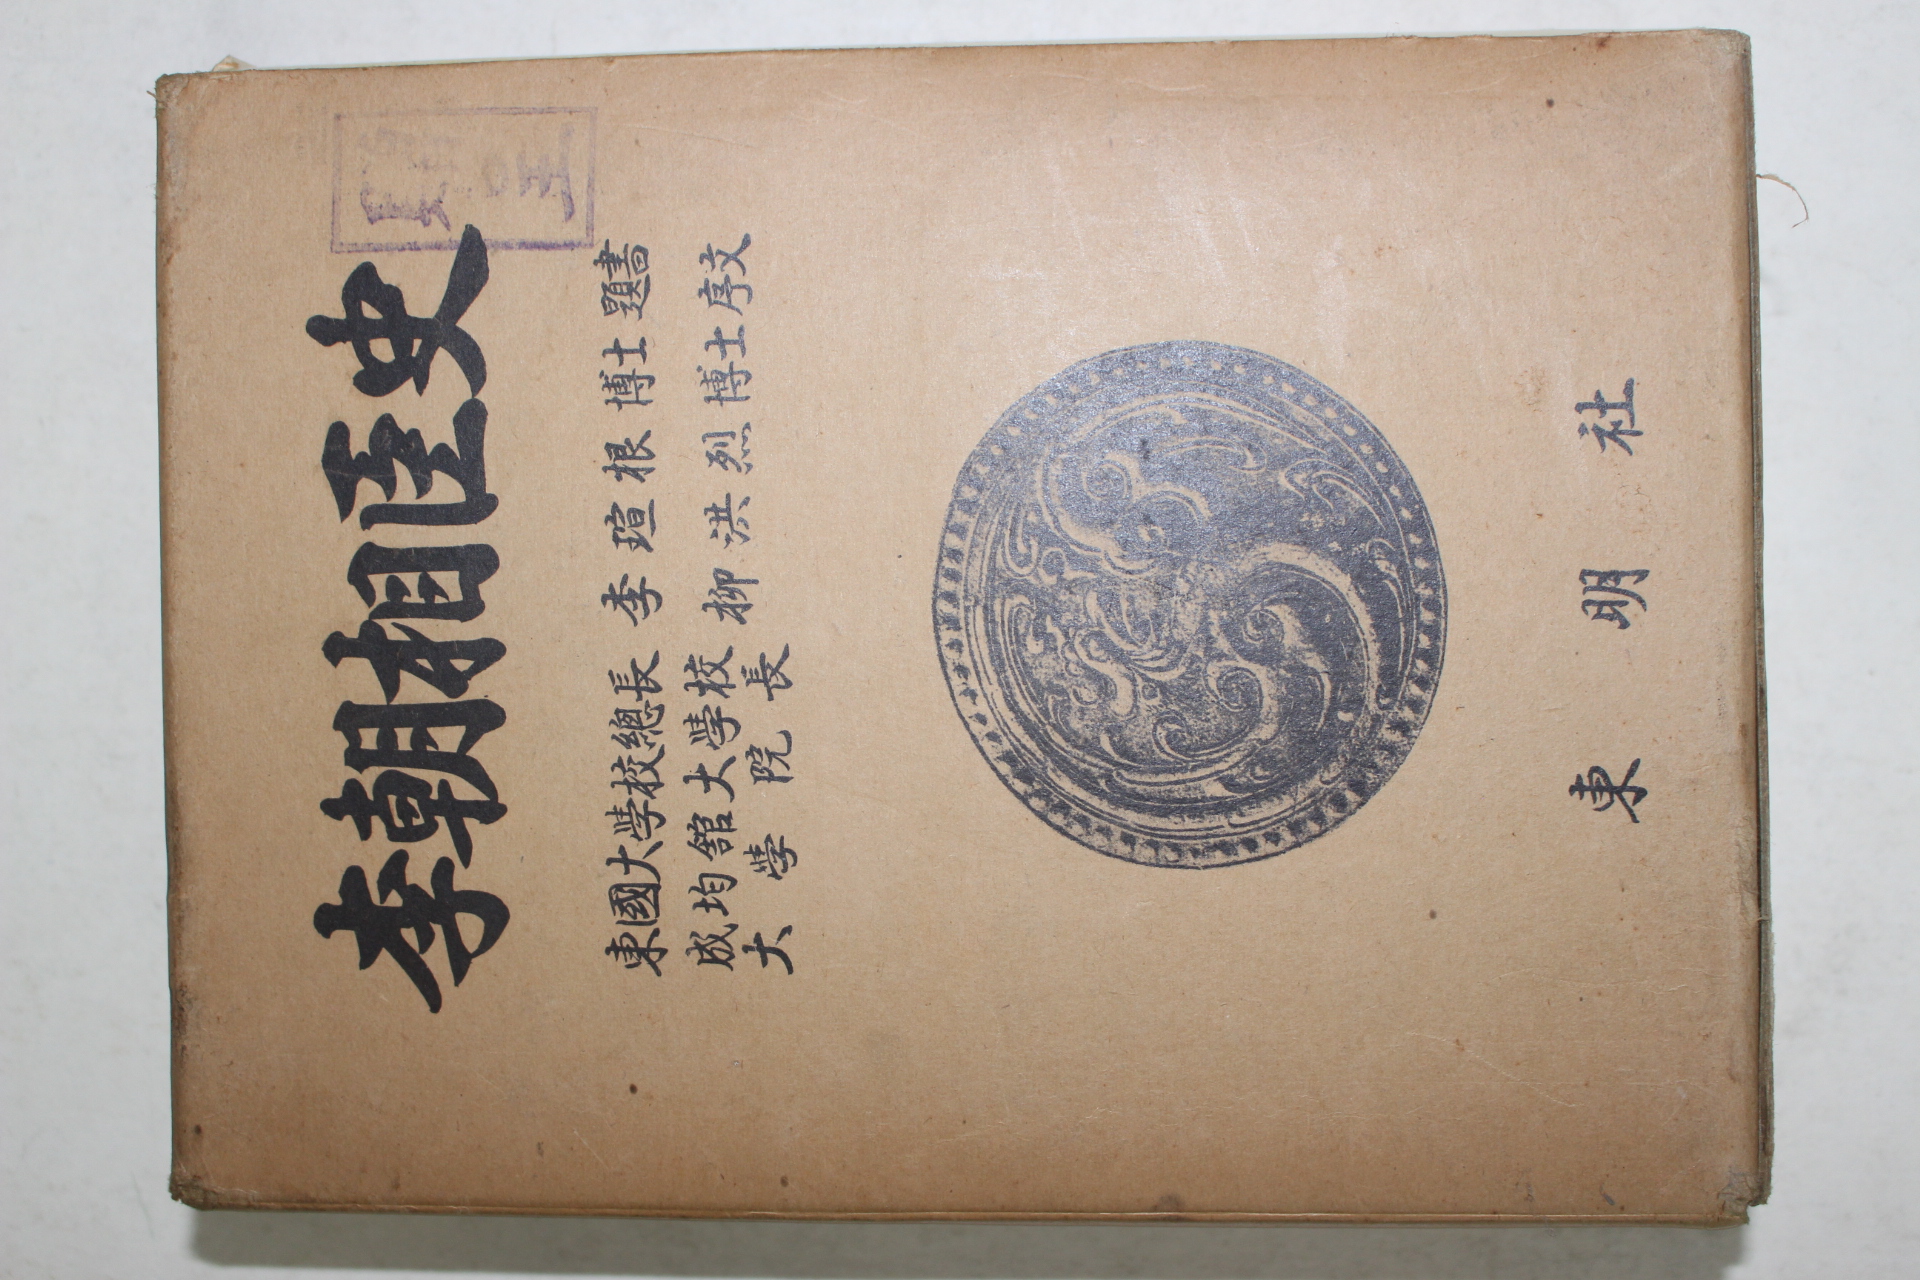 李朝相臣史
東國大學校總長 李瑄根 博士 題書
成均館大學校 柳洪烈 博士 序文
大學院長
東明社